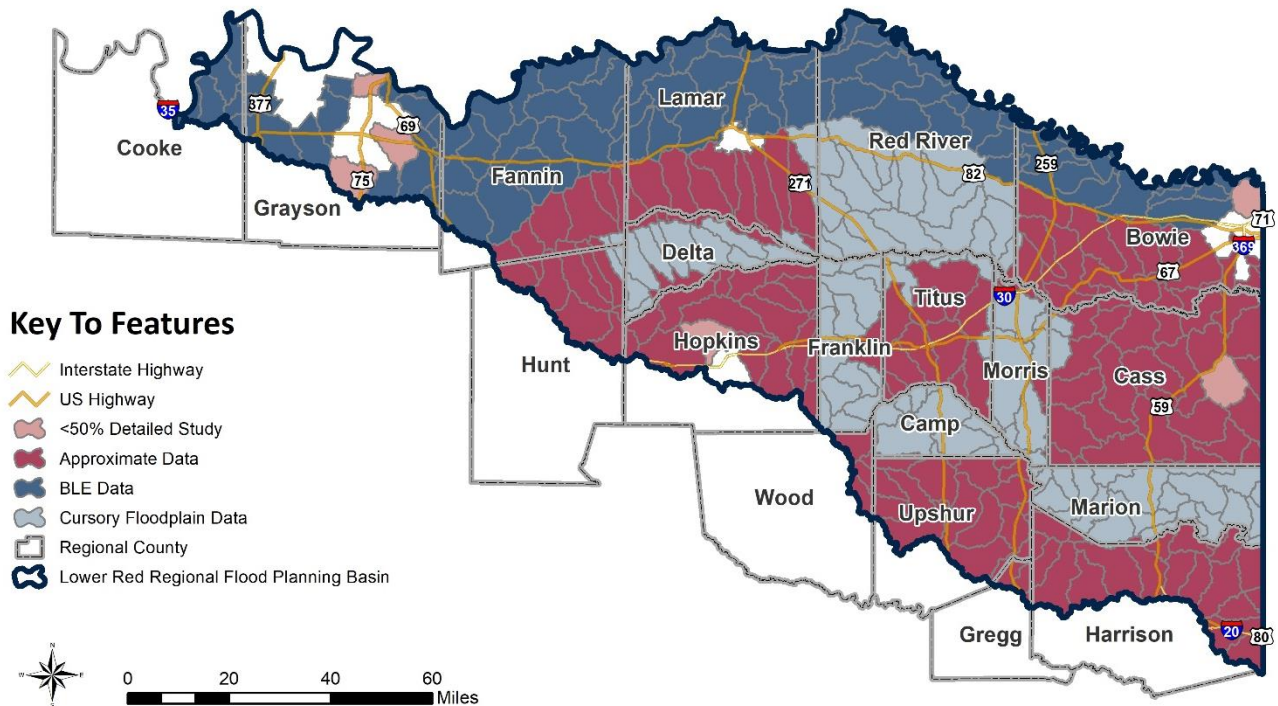 Lamar
Red River
35
377
69
259
Cooke
Fannin
82
75
271
71
Grayson
Bowie
369
Delta
67
Titus
30
Key To Features
Hopkins
Franklin
Hunt
Morris
Cass
Interstate Highway
US Highway
59
<50% Detailed Study
Camp
Approximate Data
BLE Data
Wood
Marion
Cursory Floodplain Data
Upshur
Regional County
Lower Red Regional Flood Planning Basin
Gregg
Harrison
20
80
N
W
E
S
0 20 40 60
Miles